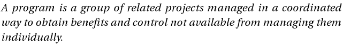 A program is a group of related projects managed in a coordinated
way to obtain benefits and control not available from managing them
individually.